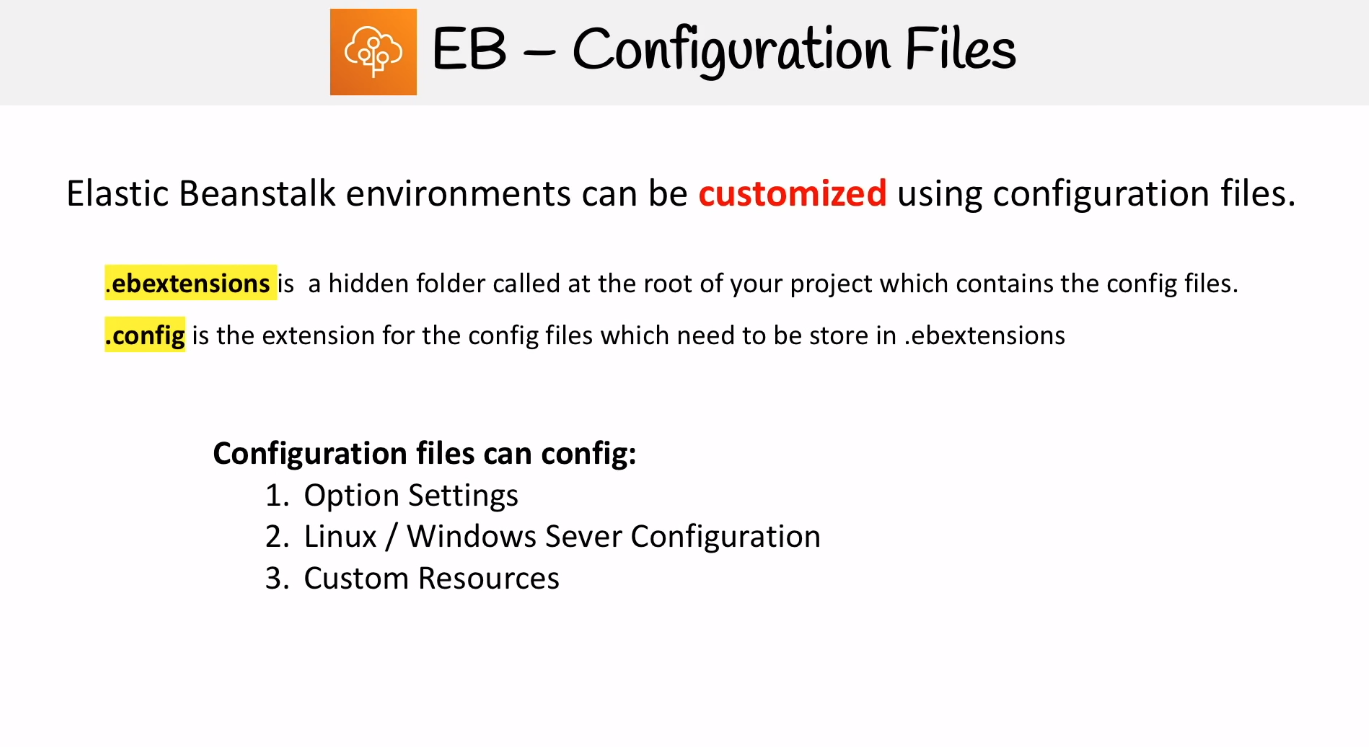 EB – Configuration Files
Elastic Beanstalk environments can be customized using configuration files.
.ebextensions is a hidden folder called at the root of your project which contains the config files.
.config is the extension for the config files which need to be store in .ebextensions
Configuration files can config:
1. Option Settings
2. Linux / Windows Sever Configuration
3. Custom Resources